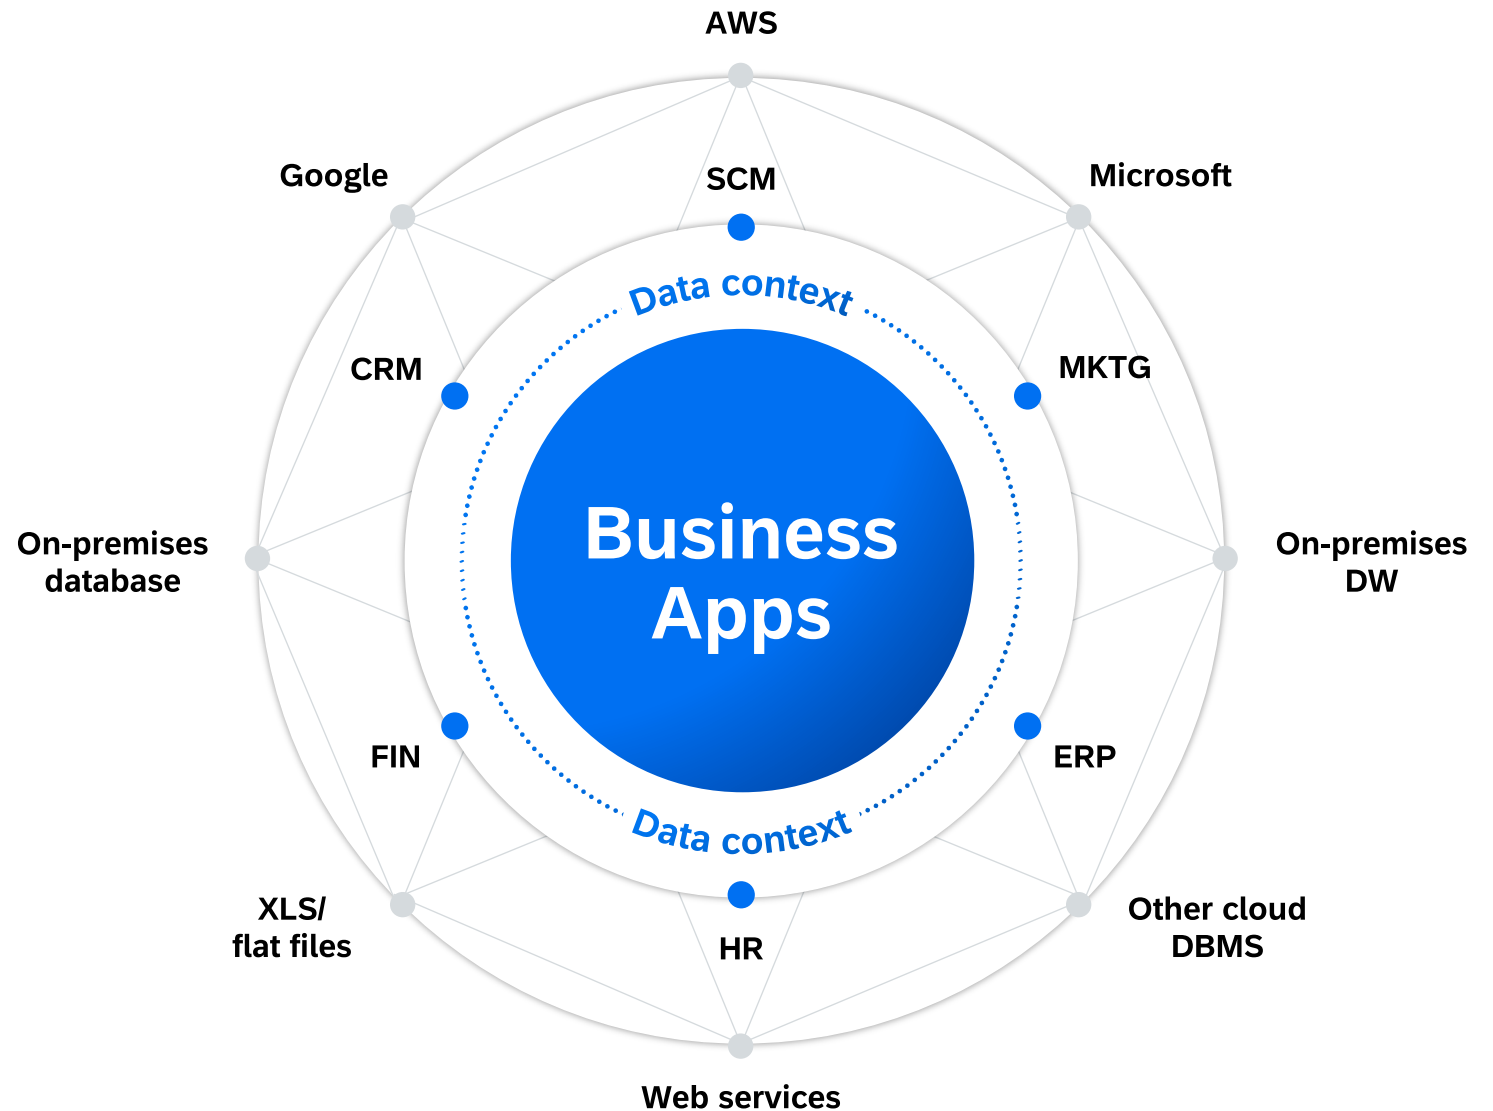 AWS
Google
Microsoft
SCM
Data context
CRM
MKTG
Business
Apps
On-premises
database
On-premises
DW
FIN
ERP
Data context
XLS/
flat files
HR
Other cloud
DBMS
Web services